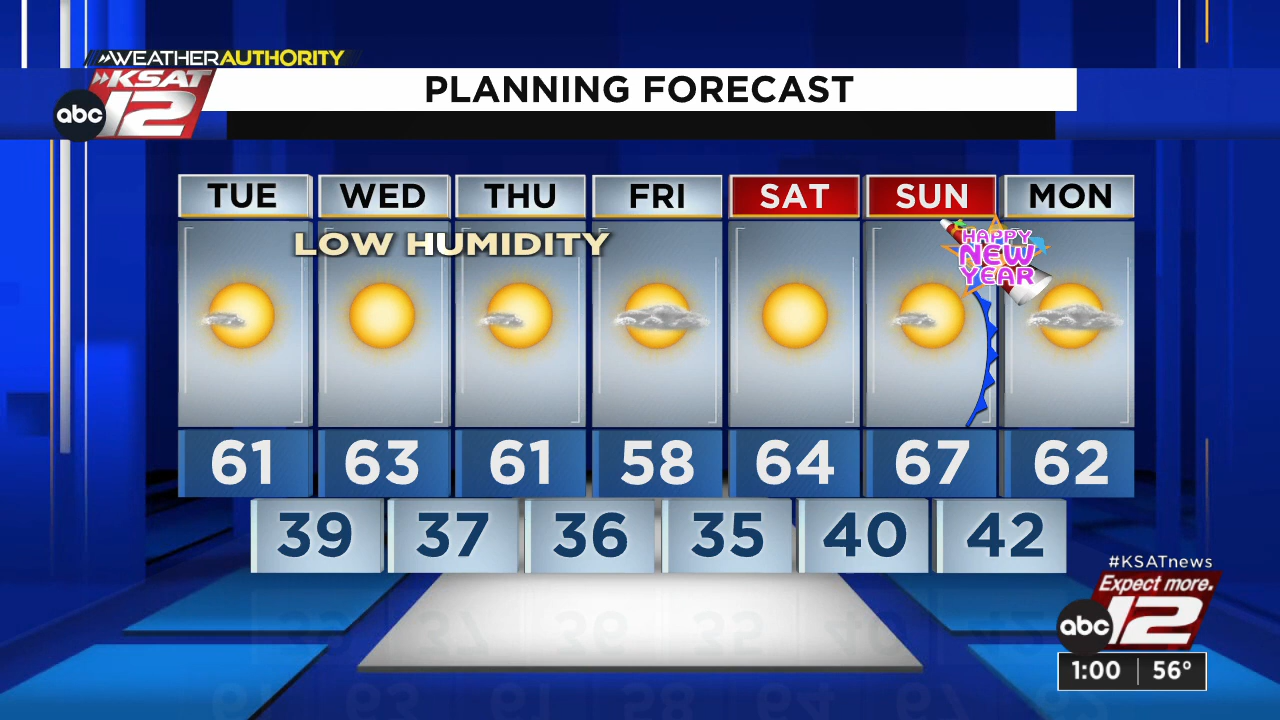 WEATHERAUTHORITY
KSAT
abc 12
PLANNING FORECAST
TUE WED THU FRI SAT SUN MON
LOW HUMIDITY
HAPPY
NEW
YEAR
61 63 61 58 64 67 62
39 37 36 35 40 42
#KSATnews
Expect more.
abc 12
1:00 56°